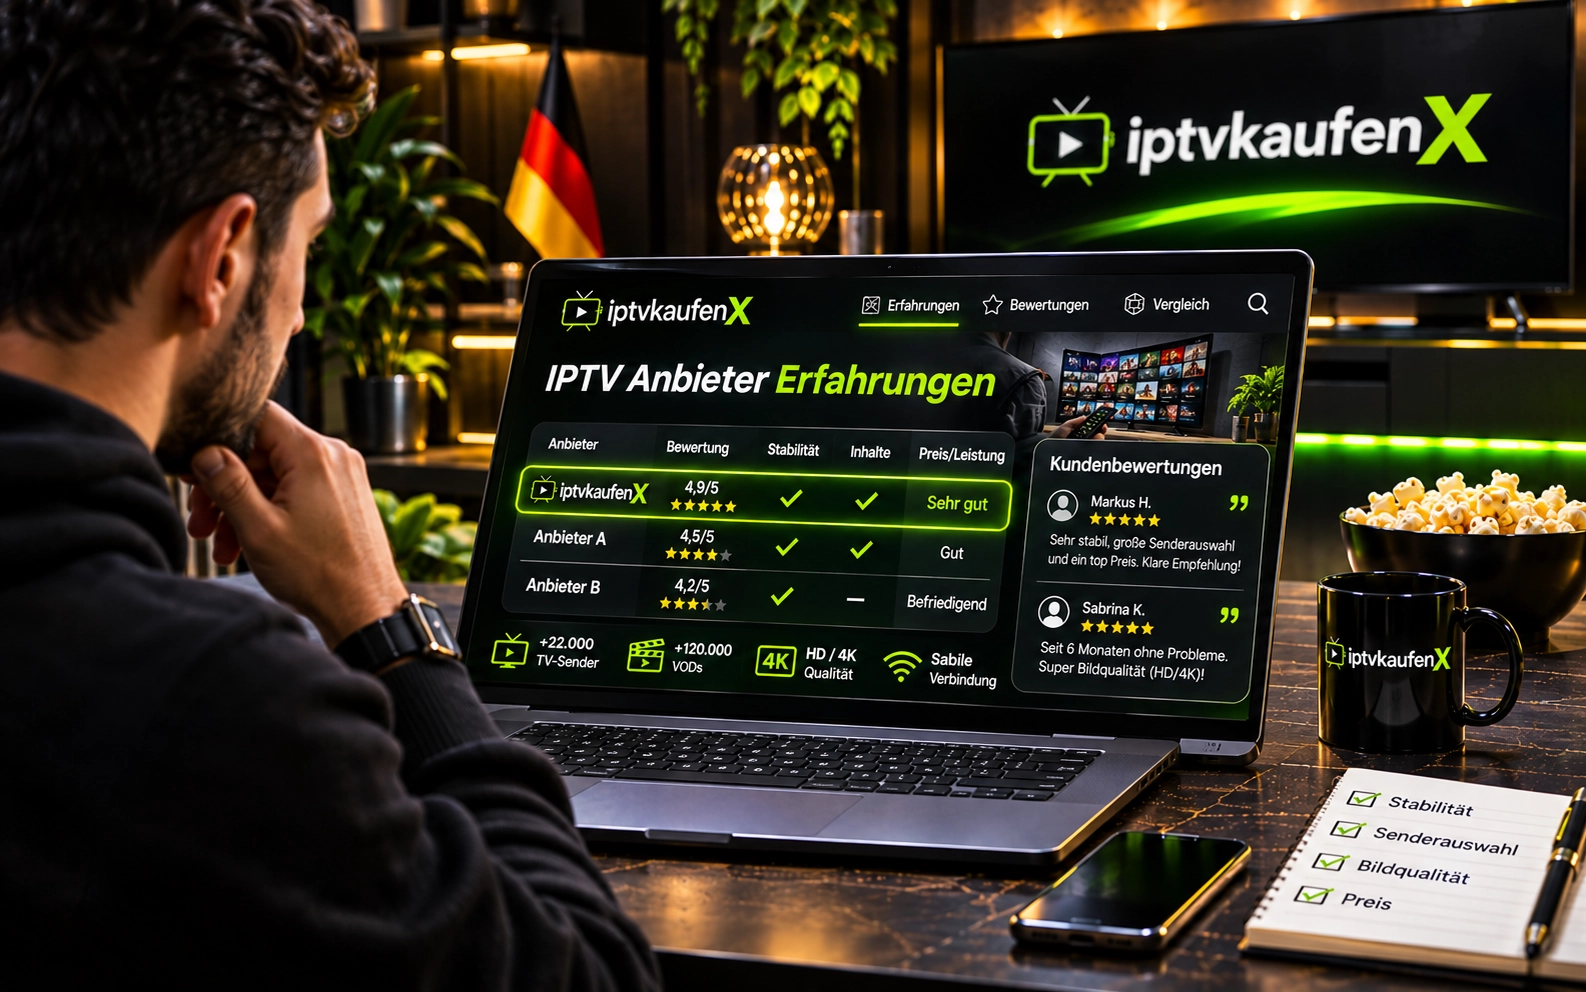 iptvkaufenX
iptvkaufenX
Erfahrungen
Bewertungen
Vergleich
IPTV Anbieter Erfahrungen
Anbieter
Bewertung
Stabilität
Inhalte
Preis/Leistung
iptvkaufenX
4,9/5
Sehr gut
Anbieter A
4,5/5
Gut
Anbieter B
4,2/5
Befriedigend
+22.000
TV-Sender
+120.000
VODs
4K
HD / 4K
Qualität
Sabile
Verbindung
Kundenbewertungen
Markus H.
Sehr stabil, große Senderauswahl
und ein top Preis. Klare Empfehlung!
Sabrina K.
Seit 6 Monaten ohne Probleme.
Super Bildqualität (HD/4K)!
iptvkaufenX
Stabilität
Senderauswahl
Bildqualität
Preis